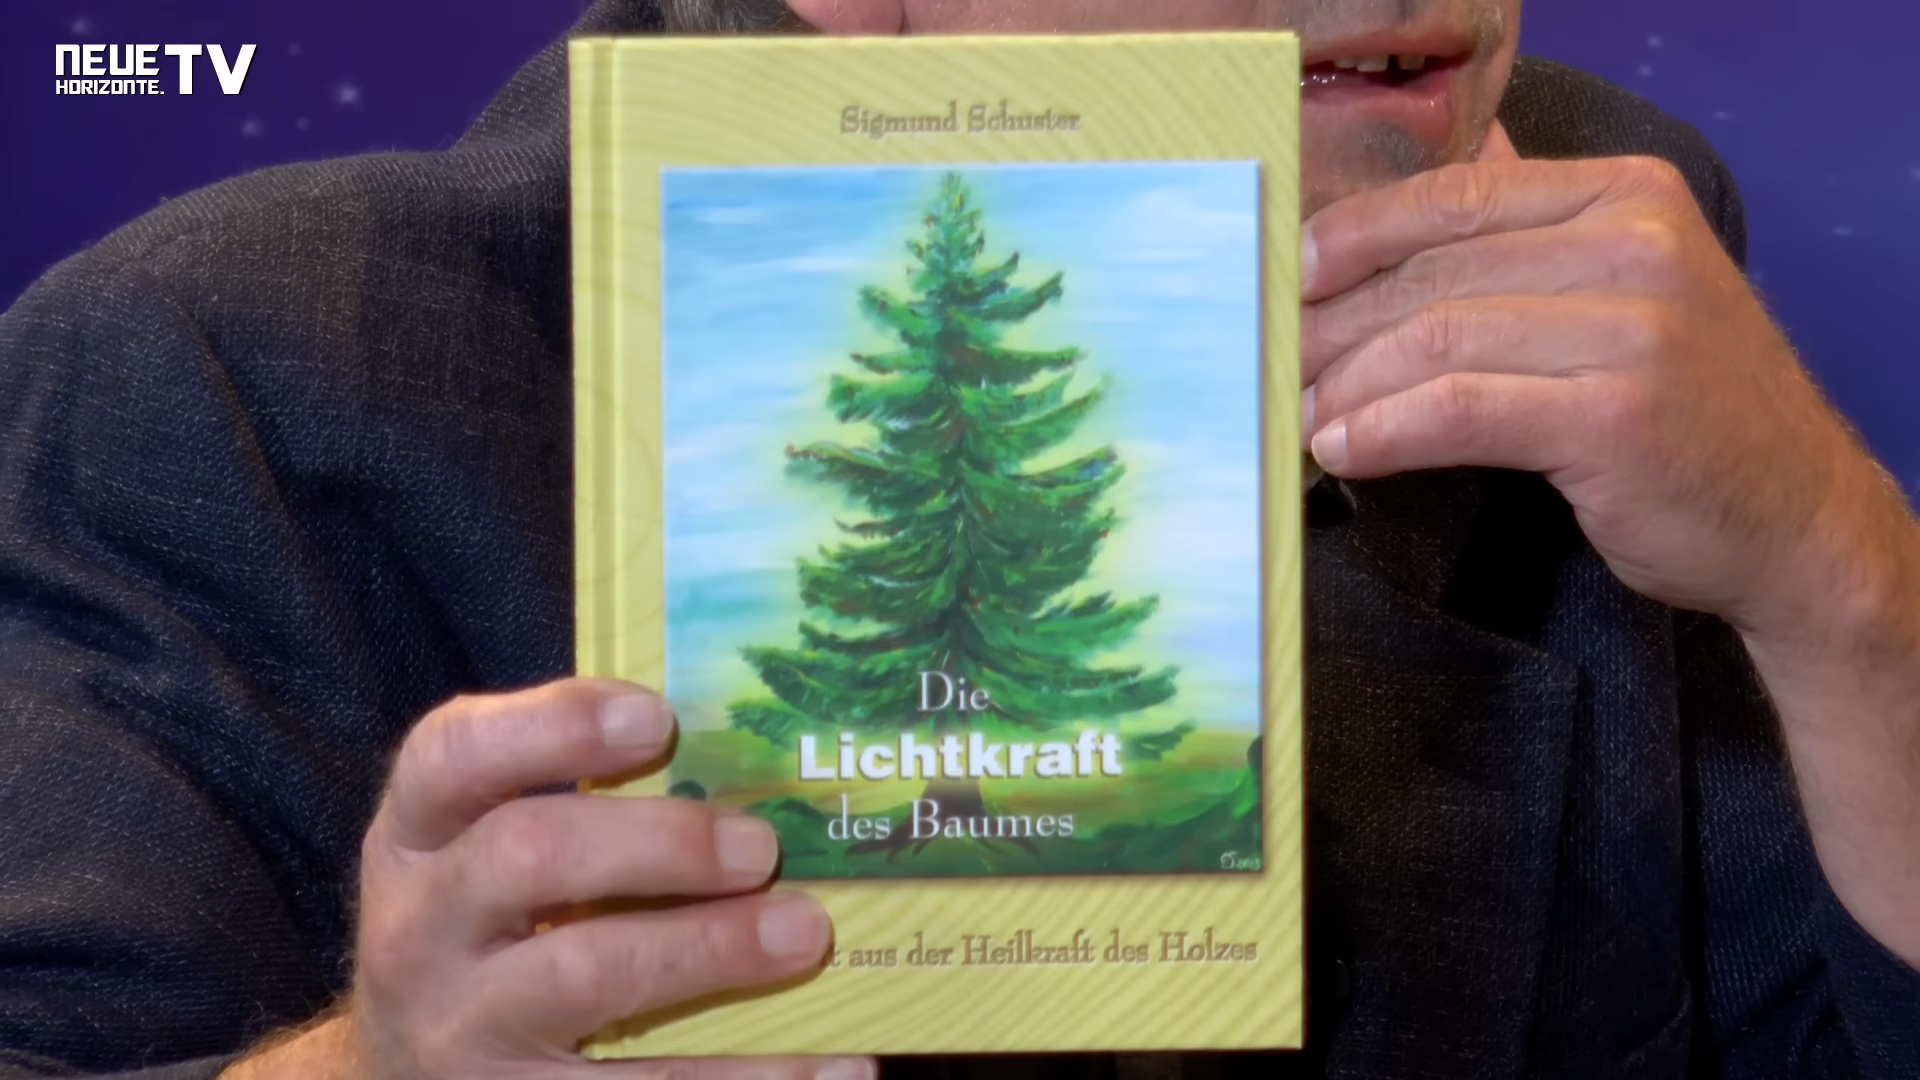 NEUE TV
HORIZONTE.
Sigmund Schuster
Die
Lichtkraft
des Baumes
aus der Heilkraft des Holzes